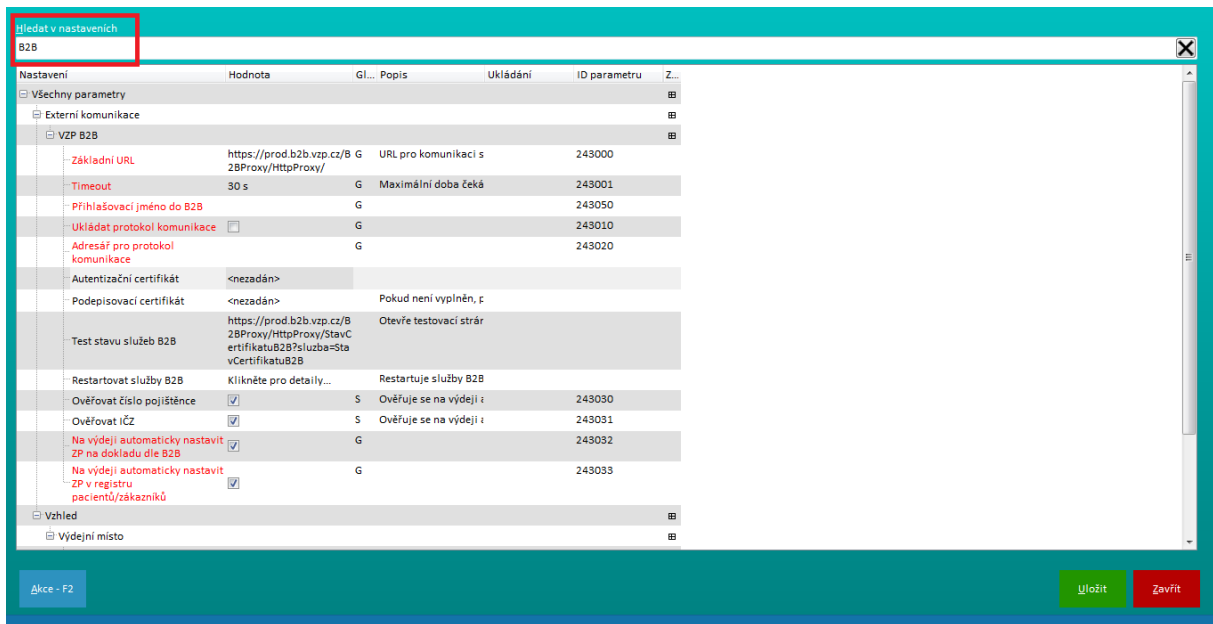 Hledat v nastaveních
B2B
Nastavení Hodnota Gl... Popis Ukládání ID parametru Z...
Všechny parametry
Externí komunikace
VZP B2B
Základní URL https://prod.b2b.vzp.cz/B G URL pro komunikaci s 243000
2BProxy/HttpProxy/
Timeout 30 s G Maximální doba čeká 243001
Přihlašovací jméno do B2B G 243050
Ukládat protokol komunikace G 243010
Adresář pro protokol G 243020
komunikace
Autentizační certifikát <nezadán>
Podepisovací certifikát <nezadán> Pokud není vyplněn, p
https://prod.b2b.vzp.cz/B Otevře testovací strár
2BProxy/HttpProxy/StavC
Test stavu služeb B2B ertifikatuB2B?sluzba=Sta
vCertifikatuB2B
Restartovat služby B2B Klikněte pro detaily... Restartuje služby B2B
Ověřovat číslo pojištěnce S Ověřuje se na výdeji a 243030
Ověřovat IČZ S Ověřuje se na výdeji a 243031
Na výdeji automaticky nastavit G 243032
ZP na dokladu dle B2B
Na výdeji automaticky nastavit G 243033
ZP v registru
pacientů/zákazníků
Vzhled
Výdejní místo
Akce - F2 Uložit Zavřít